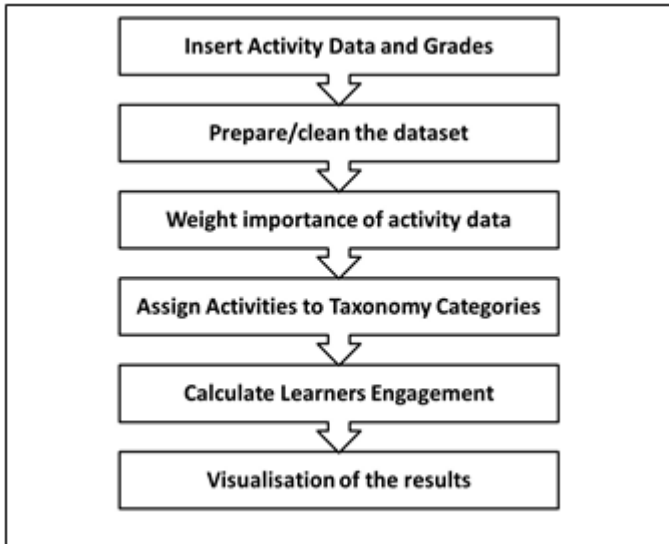 Insert Activity Data and Grades
Prepare/clean the dataset
Weight importance of activity data
Assign Activities to Taxonomy Categories
Calculate Learners Engagement
Visualisation of the results